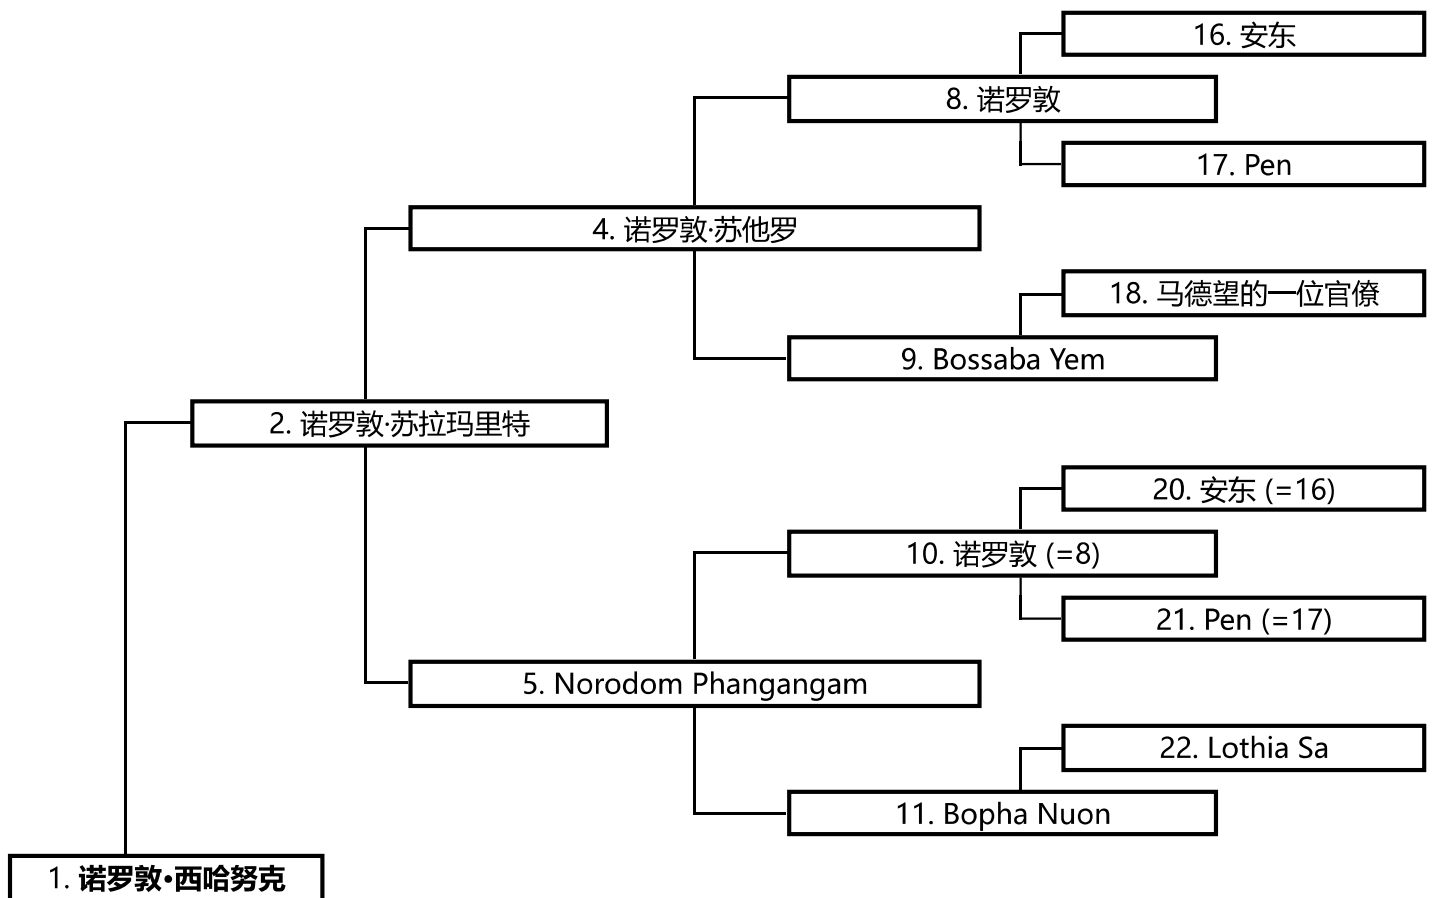 16. 安东
8. 诺罗敦
17. Pen
4. 诺罗敦·苏他罗
18. 马德望的一位官僚
9. Bossaba Yem
2. 诺罗敦·苏拉玛里特
20. 安东 (=16)
10. 诺罗敦 (=8)
21. Pen (=17)
5. Norodom Phangangam
22. Lothia Sa
11. Bopha Nuon
1. 诺罗敦·西哈努克